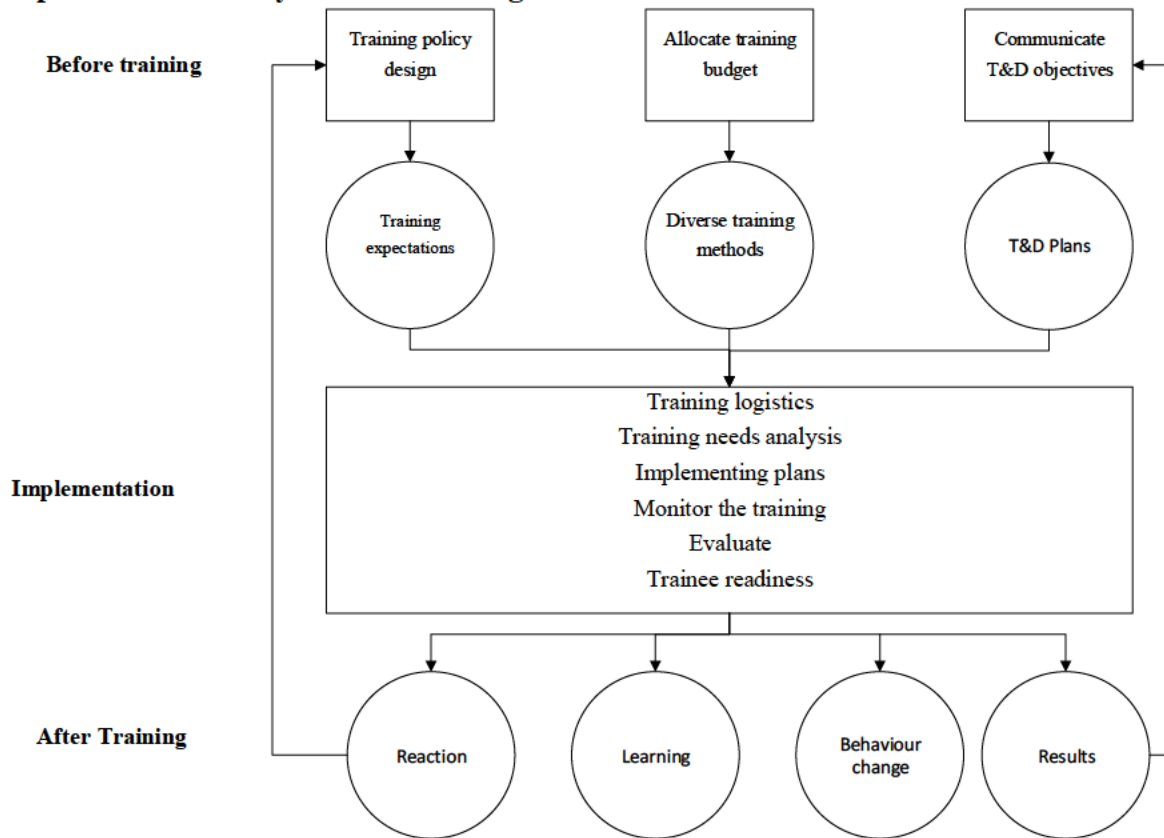 Training policy
design
Allocate training
budget
Communicate
T&D objectives
Before training
Training
expectations
Diverse training
methods
T&D Plans
Training logistics
Training needs analysis
Implementing plans
Monitor the training
Evaluate
Trainee readiness
Implementation
After Training
Reaction
Learning
Behaviour
change
Results